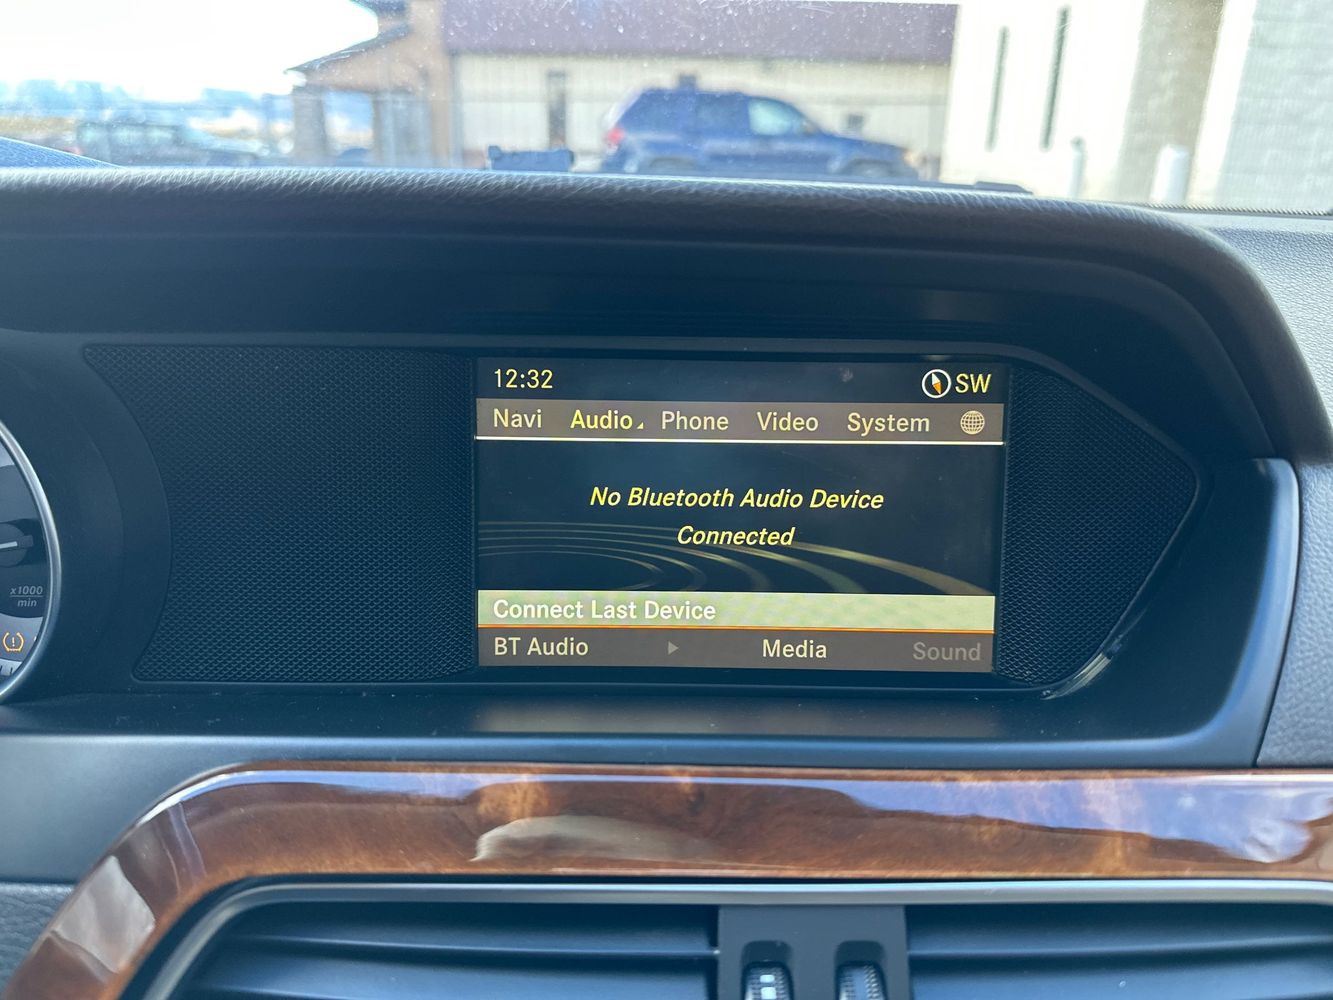 12:32 SW
Navi Audio Phone Video System
No Bluetooth Audio Device
Connected
Connect Last Device
BT Audio Media Sound
x1000
min